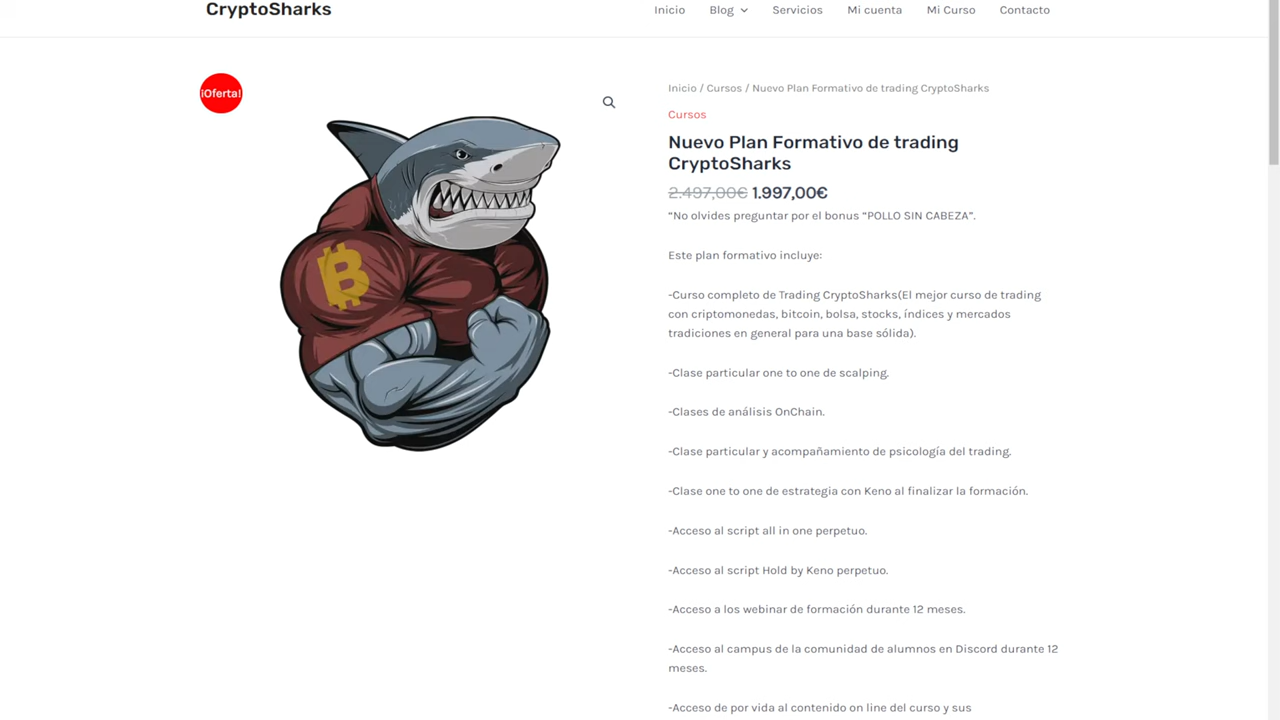 CryptoSharks
Inicio Blog Servicios Mi cuenta Mi Curso Contacto
¡Oferta!
Inicio / Cursos / Nuevo Plan Formativo de trading CryptoSharks
Cursos
Nuevo Plan Formativo de trading
CryptoSharks
2.497,00€ 1.997,00€
“No olvides preguntar por el bonus “POLLO SIN CABEZA”.
Este plan formativo incluye:
-Curso completo de Trading CryptoSharks(El mejor curso de trading
con criptomonedas, bitcoin, bolsa, stocks, índices y mercados
tradiciones en general para una base sólida).
-Clase particular one to one de scalping.
-Clases de análisis OnChain.
-Clase particular y acompañamiento de psicología del trading.
-Clase one to one de estrategia con Keno al finalizar la formación.
-Acceso al script all in one perpetuo.
-Acceso al script Hold by Keno perpetuo.
-Acceso a los webinar de formación durante 12 meses.
-Acceso al campus de la comunidad de alumnos en Discord durante 12
meses.
-Acceso de por vida al contenido on line del curso y sus